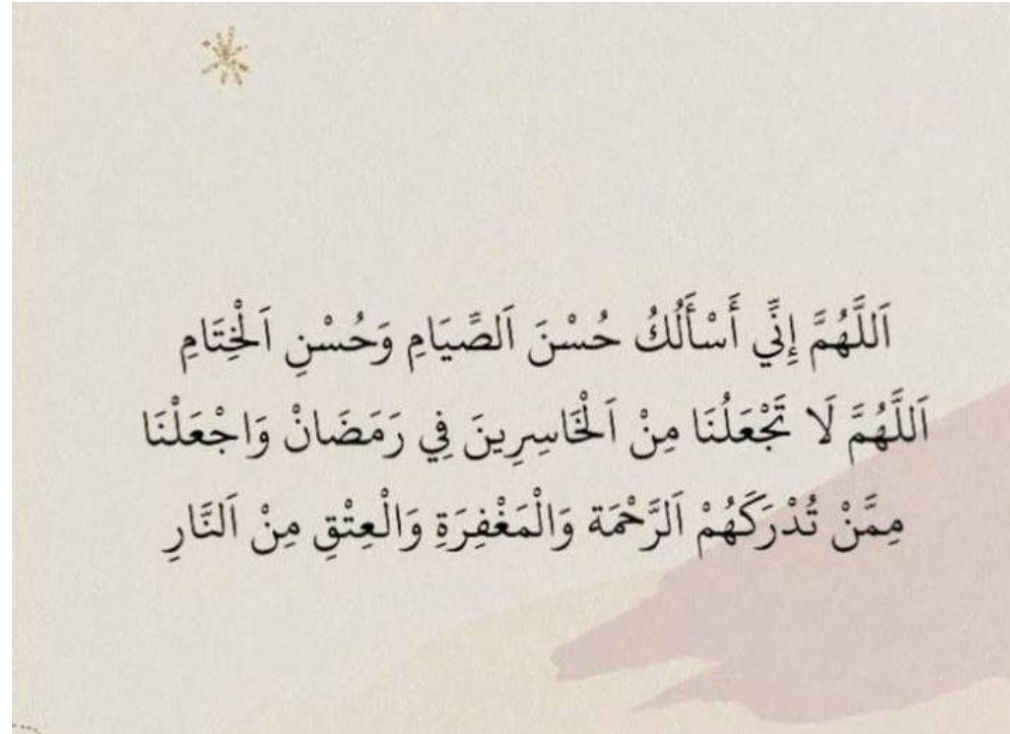 اَللَّهُمَّ إِنِّي أَسْأَلُكُ حُسْنَ اَلصِّيَامِ وَحُسْنِ اَلْخِتَامِ
اَللَّهُمَّ لَا تَجْعَلُنَا مِنْ اَلْخَاسِرِينَ فِي رَمَضَانْ وَاجْعَلْنَا
مِمَّنْ تُدْرَكَهُمْ اَلرَّحْمَة وَالْمَغْفِرَةِ وَالْعِتْقِ مِنْ اَلنَّارِ